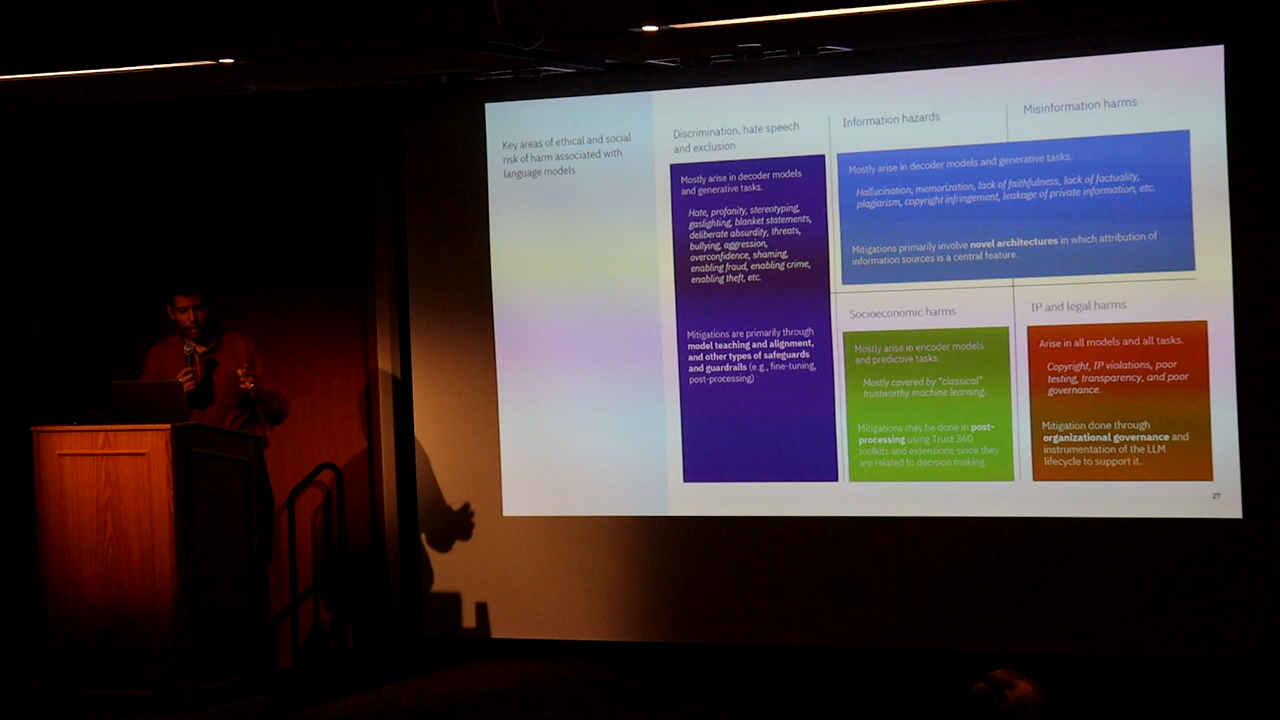 Key areas of ethical and social
risk of harm associated with
language models
Discrimination, hate speech
and exclusion
Mostly arise in decoder models
and generative tasks.
Hate, profanity, stereotyping,
gaslighting, blanket statements,
deliberate absurdity, threats,
bullying, aggression,
overconfidence, shaming,
enabling fraud, enabling crime,
enabling theft, etc.
Mitigations are primarily through
model teaching and alignment,
and other types of safeguards
and guardrails (e.g., fine-tuning,
post-processing)
Information hazards
Misinformation harms
Mostly arise in decoder models and generative tasks.
Hallucination, memorization, lack of faithfulness, lack of factuality,
plagiarism, copyright infringement, leakage of private information, etc.
Mitigations primarily involve novel architectures in which attribution of
information sources is a central feature.
Socioeconomic harms
Mostly arise in encoder models
and predictive tasks.
Mostly covered by "classical"
trustworthy machine learning.
Mitigations may be done in post-
processing using Trust 360
toolkits and extensions since they
are related to decision making.
IP and legal harms
Arise in all models and all tasks.
Copyright, IP violations, poor
testing, transparency, and poor
governance.
Mitigation done through
organizational governance and
instrumentation of the LLM
lifecycle to support it.
27